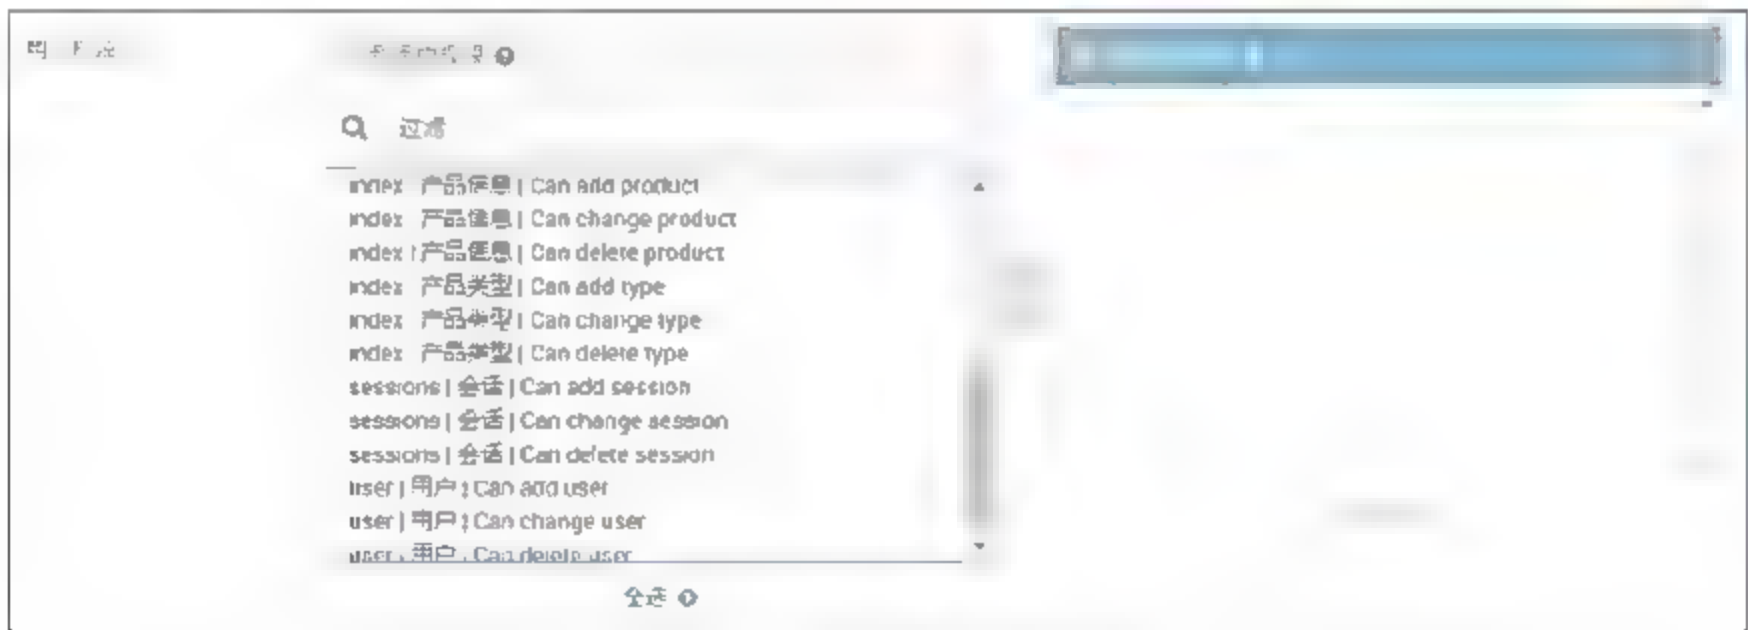 过滤
index 产品信息 | Can add product
index 产品信息 | Can change product
index | 产品信息 | Can delete product
index 产品类型 | Can add type
index 产品类型 | Can change type
index 产品类型 | Can delete type
sessions | 会话 | Can add session
sessions | 会话 | Can change session
sessions | 会话 | Can delete session
user | 用户 | Can add user
user | 用户 | Can change user
user | 用户 | Can delete user
全选